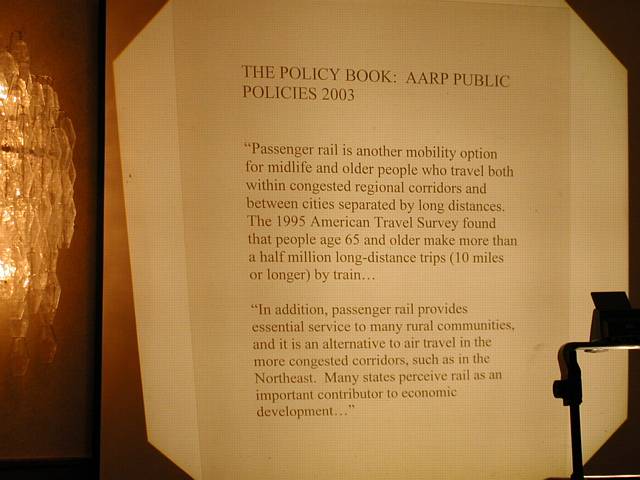 THE POLICY BOOK: AARP PUBLIC
POLICIES 2003
“Passenger rail is another mobility option
for midlife and older people who travel both
within congested regional corridors and
between cities separated by long distances.
The 1995 American Travel Survey found
that people age 65 and older make more than
a half million long-distance trips (10 miles
or longer) by train…
“In addition, passenger rail provides
essential service to many rural communities,
and it is an alternative to air travel in the
more congested corridors, such as in the
Northeast. Many states perceive rail as an
important contributor to economic
development…”